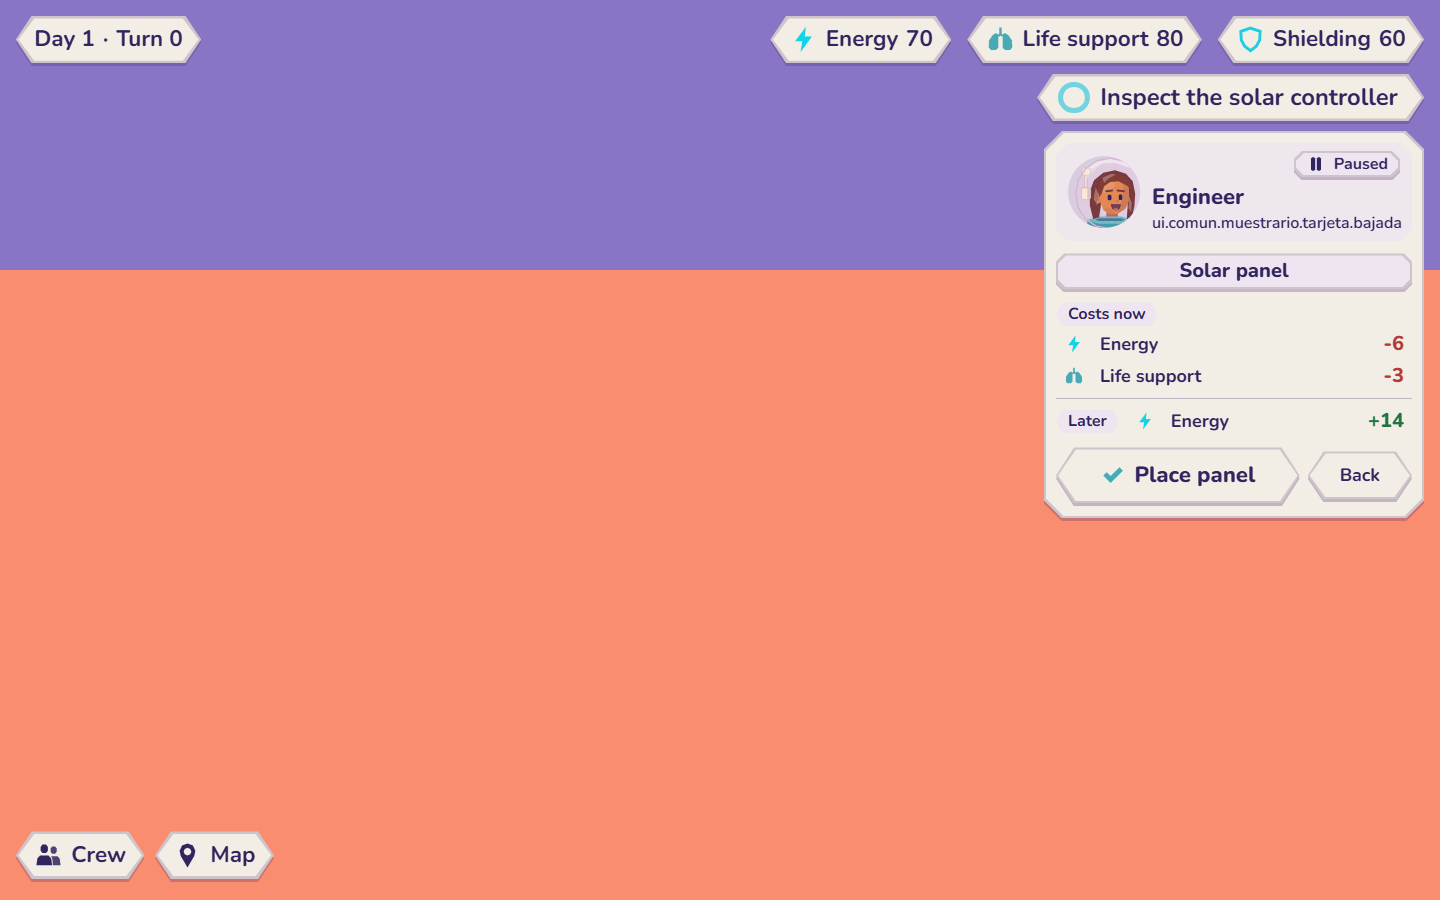 Day 1 · Turn 0
Energy 70
Life support 80
Shielding 60
Inspect the solar controller
Paused
Engineer
ui.comun.muestrario.tarjeta.bajada
Solar panel
Costs now
Energy -6
Life support -3
Later Energy +14
Place panel
Back
Crew
Map